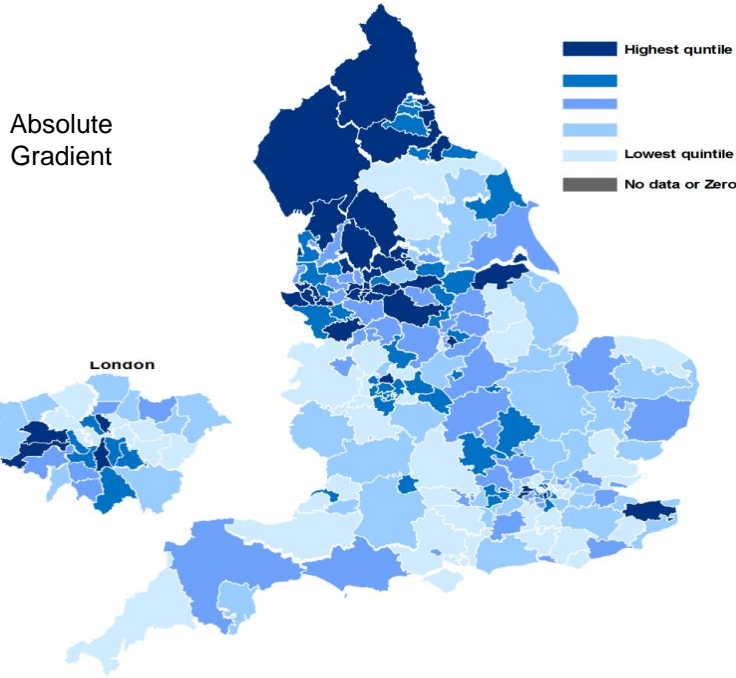 Absolute
Gradient
Highest quntile
Lowest quintile
No data or Zero
London